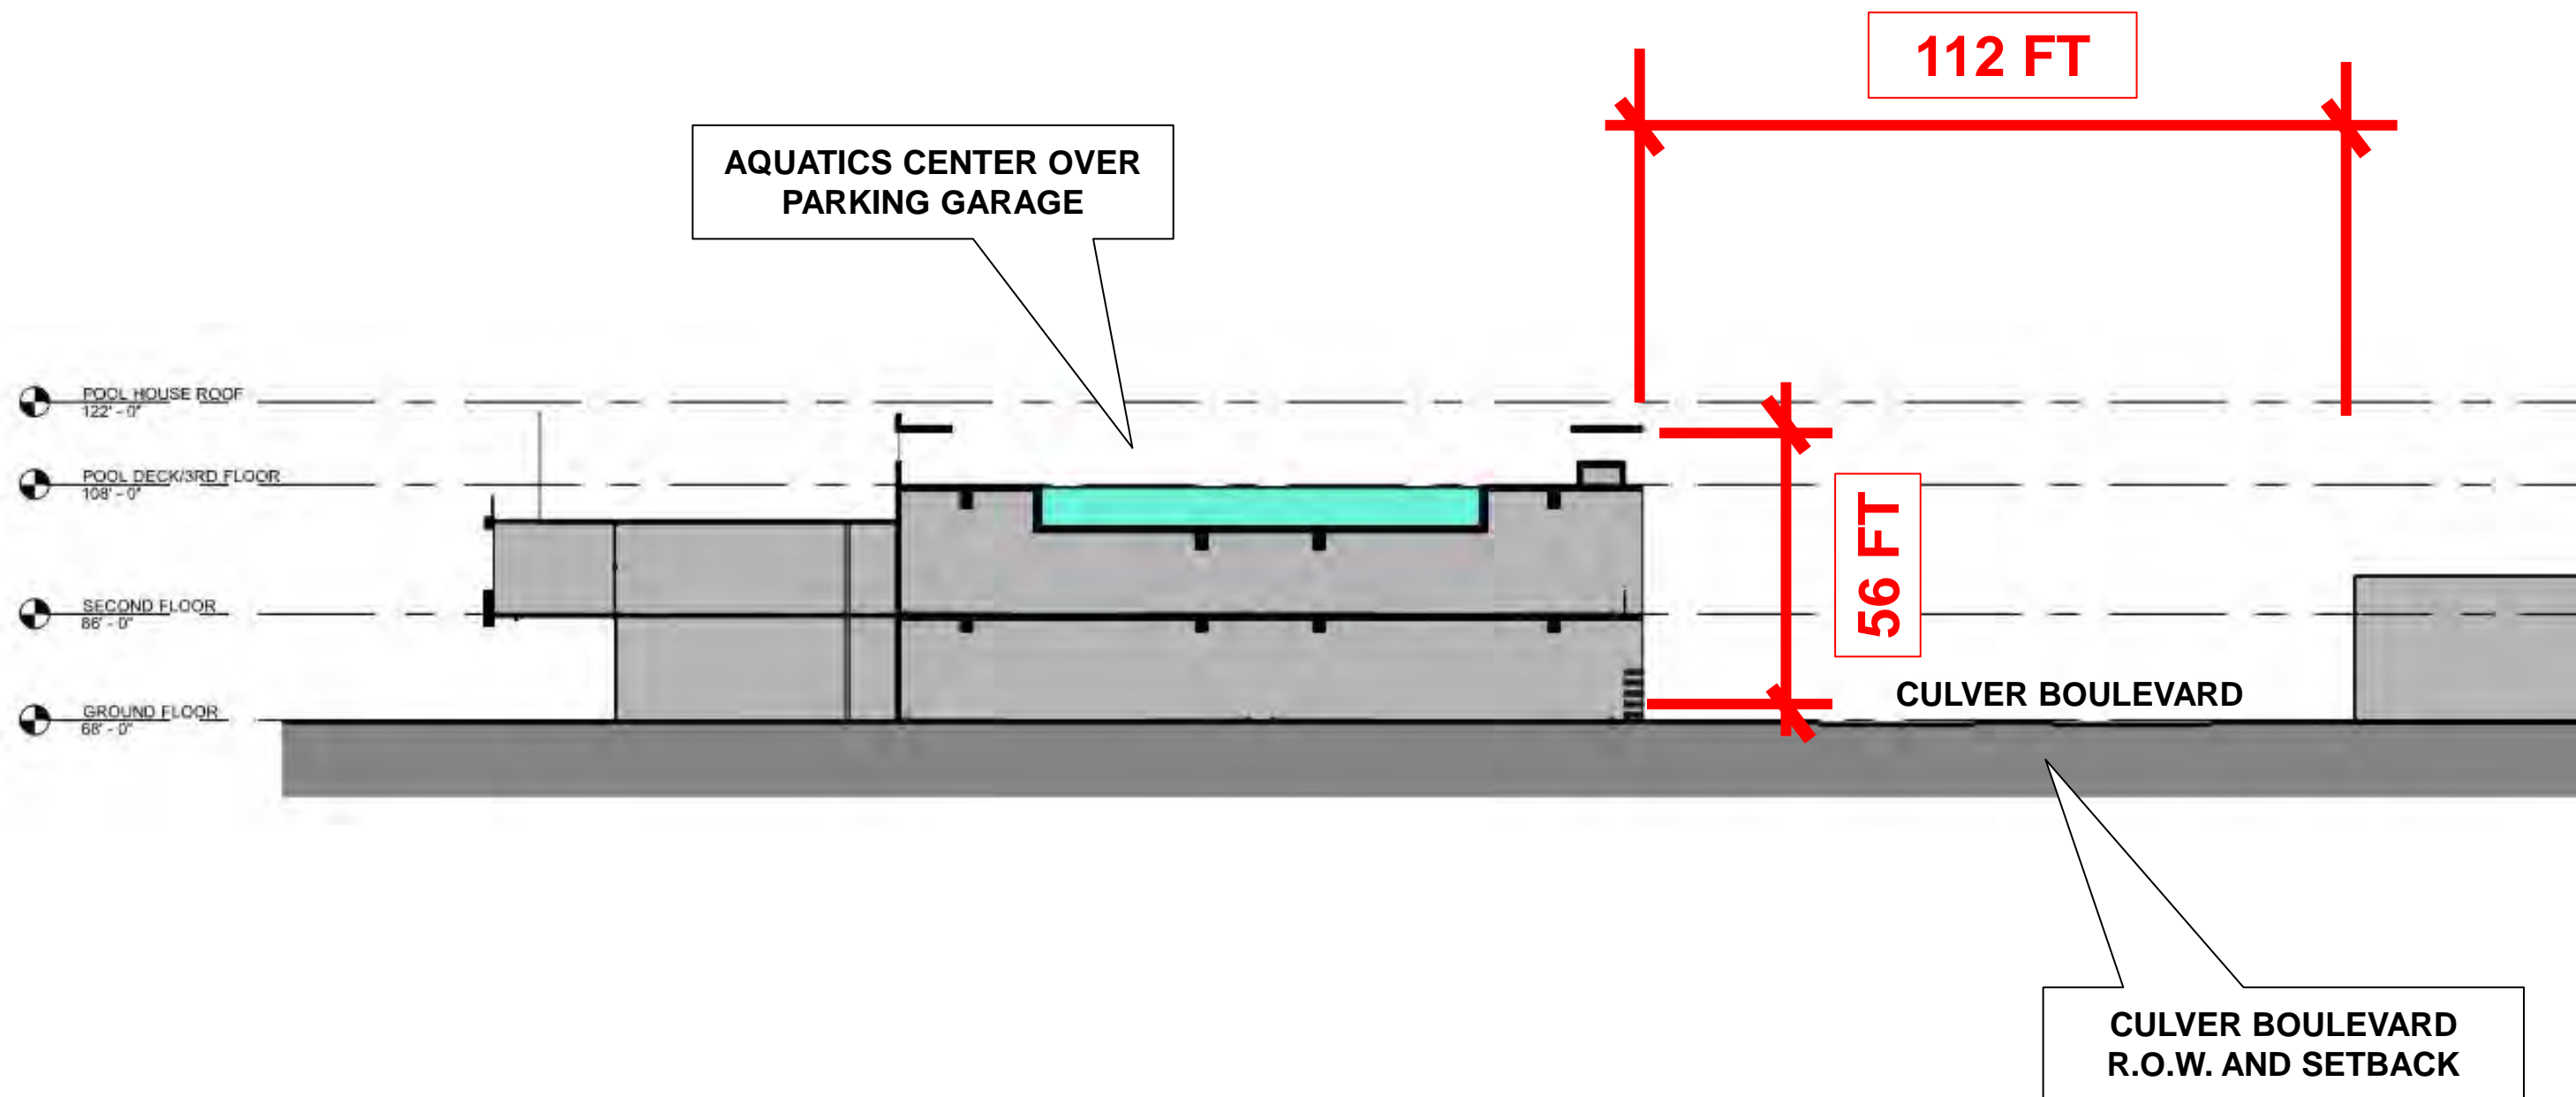 112 FT
AQUATICS CENTER OVER
PARKING GARAGE
POOL HOUSE ROOF
122' - 0"
POOL DECK/3RD FLOOR
108' - 0"
56 FT
SECOND FLOOR
86' - 0"
CULVER BOULEVARD
GROUND FLOOR
68' - 0"
CULVER BOULEVARD
R.O.W. AND SETBACK